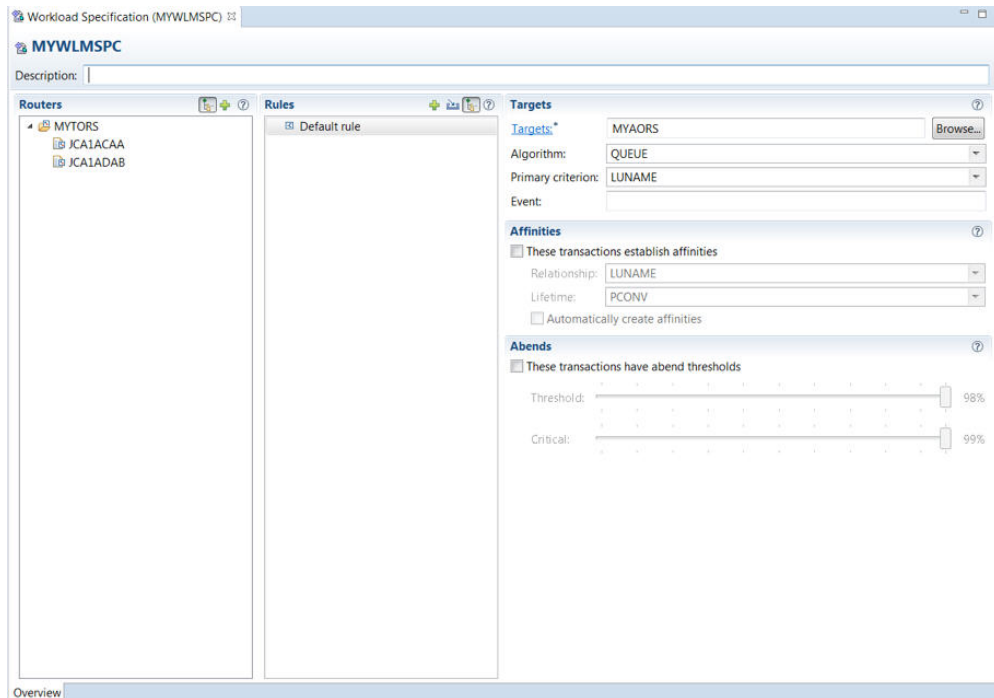 Workload Specification (MYWLMSPC)
MYWLMSPC
Description:
Routers
MYTORS
JCA1ACAA
JCA1ADAB
Rules
Default rule
Targets
Targets:* MYAORS Browse...
Algorithm: QUEUE
Primary criterion: LUNAME
Event:
Affinities
These transactions establish affinities
Relationship: LUNAME
Lifetime: PCONV
Automatically create affinities
Abends
These transactions have abend thresholds
Threshold: 98%
Critical: 99%
Overview